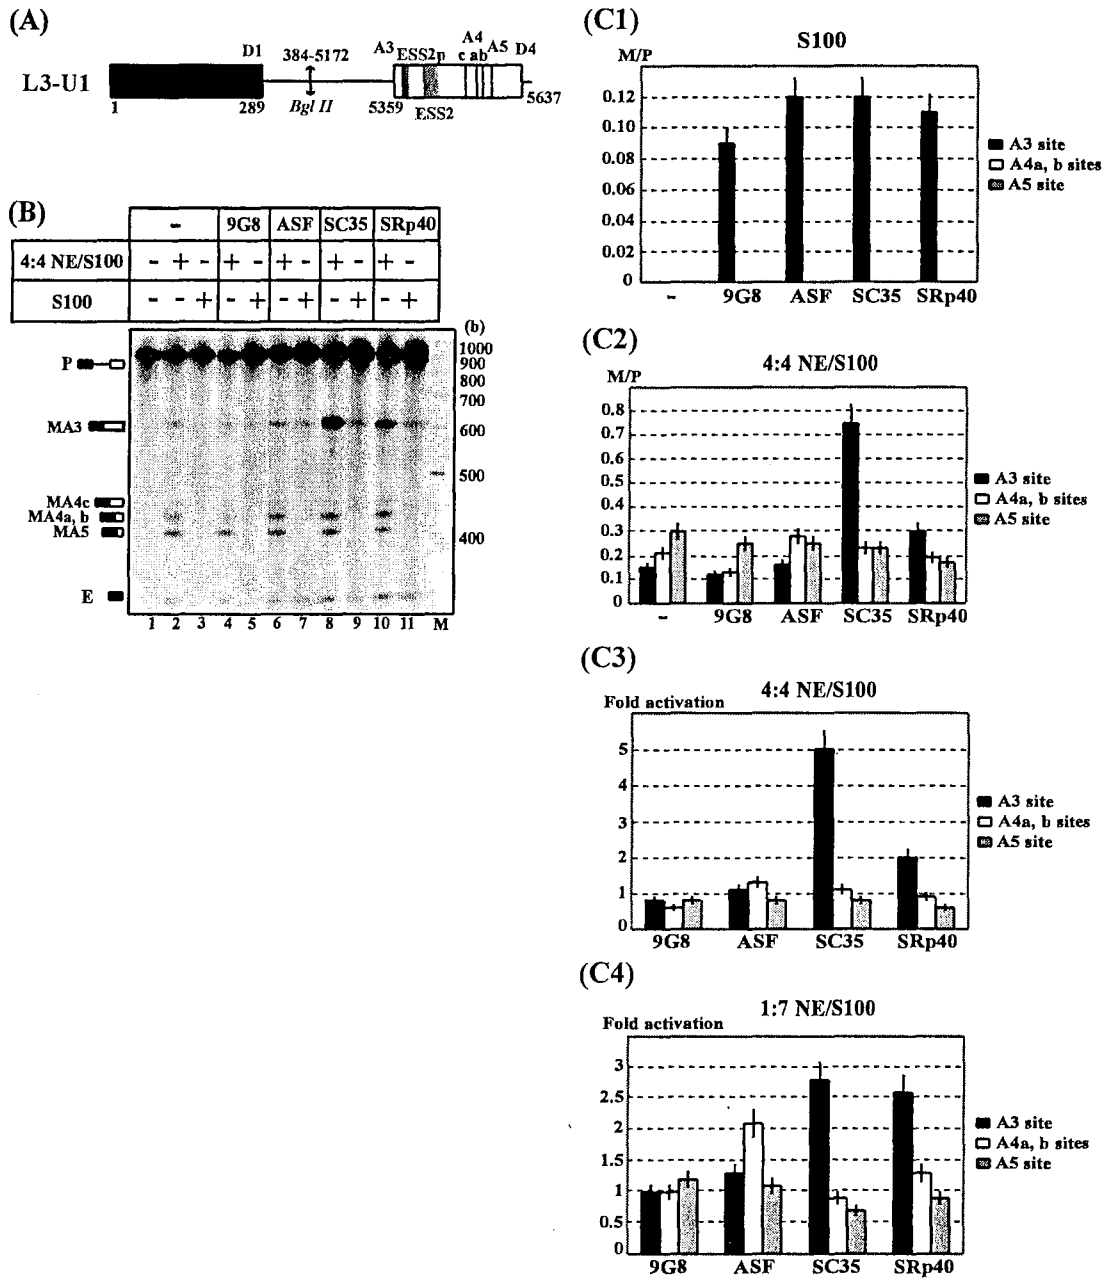 (A)
D1 384-5172 A3 ESS2p A4 c ab A5 D4
L3-U1
1 289 Bgl II 5359 ESS2 5637
(B)
- 9G8 ASF SC35 SRp40
4:4 NE/S100 - + - + - + - + - + -
S100 - - + - + - + - + - +
(b)
P
MA3
MA4c
MA4a, b
MA5
E
1000
900
800
700
600
500
400
1 2 3 4 5 6 7 8 9 10 11 M
(C1)
S100
M/P
0.12
0.10
0.08
0.06
0.04
0.02
0
- 9G8 ASF SC35 SRp40
A3 site
A4a, b sites
A5 site
(C2)
4:4 NE/S100
M/P
0.8
0.7
0.6
0.5
0.4
0.3
0.2
0.1
0
- 9G8 ASF SC35 SRp40
A3 site
A4a, b sites
A5 site
(C3)
4:4 NE/S100
Fold activation
5
4
3
2
1
0
9G8 ASF SC35 SRp40
A3 site
A4a, b sites
A5 site
(C4)
1:7 NE/S100
Fold activation
3
2.5
2
1.5
1
0.5
0
9G8 ASF SC35 SRp40
A3 site
A4a, b sites
A5 site